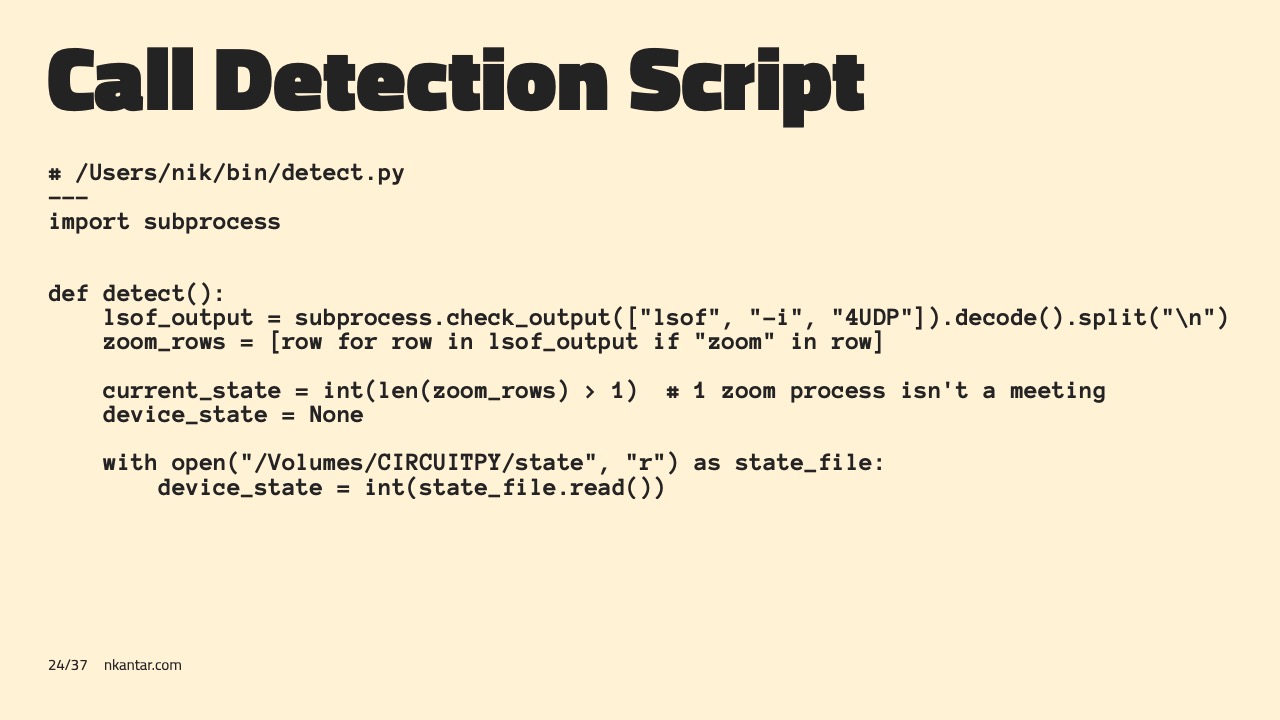 Call Detection Script
# /Users/nik/bin/detect.py
---
import subprocess
def detect():
    lsof_output = subprocess.check_output(["lsof", "-i", "4UDP"]).decode().split("\n")
    zoom_rows = [row for row in lsof_output if "zoom" in row]
    current_state = int(len(zoom_rows) > 1)  # 1 zoom process isn't a meeting
    device_state = None
    with open("/Volumes/CIRCUITPY/state", "r") as state_file:
        device_state = int(state_file.read())
24/37 nkantar.com